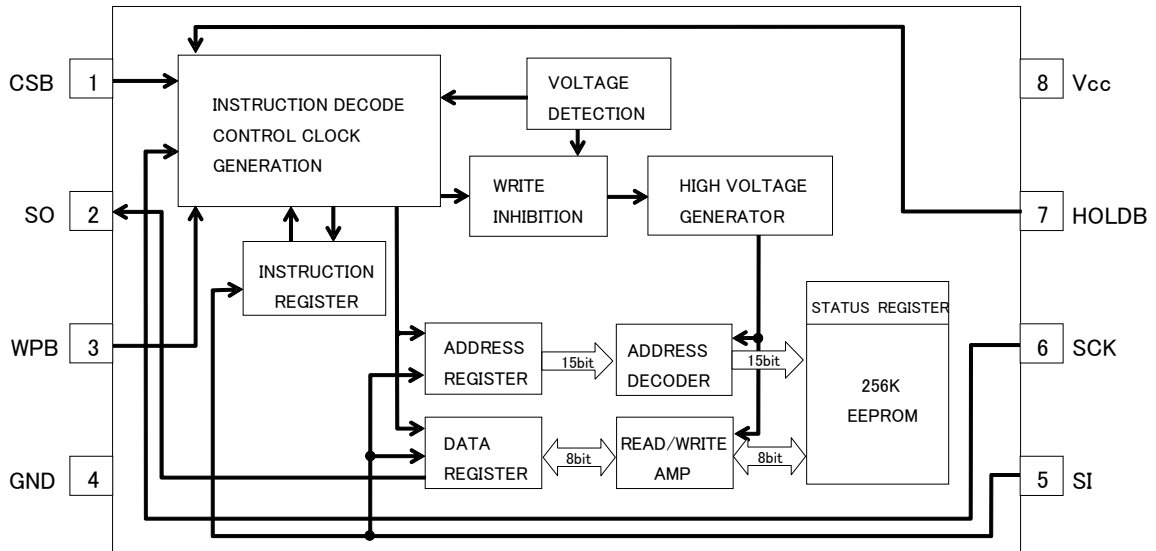 CSB
1
INSTRUCTION DECODE
CONTROL CLOCK
GENERATION
VOLTAGE
DETECTION
8
Vcc
SO
2
WRITE
INHIBITION
HIGH VOLTAGE
GENERATOR
7
HOLDB
INSTRUCTION
REGISTER
STATUS REGISTER
WPB
3
ADDRESS
REGISTER
15bit
ADDRESS
DECODER
15bit
256K
EEPROM
6
SCK
GND
4
DATA
REGISTER
8bit
READ/WRITE
AMP
8bit
5
SI